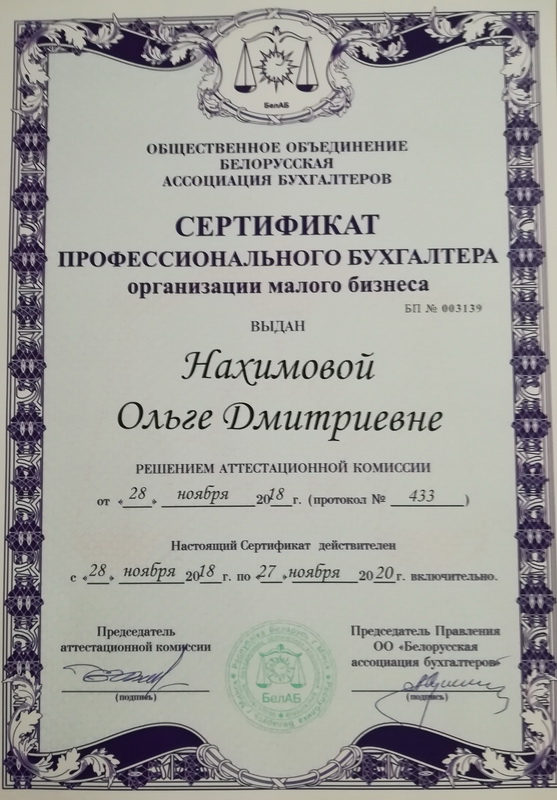 БелАБ
ОБЩЕСТВЕННОЕ ОБЪЕДИНЕНИЕ
БЕЛОРУССКАЯ
АССОЦИАЦИЯ БУХГАЛТЕРОВ
СЕРТИФИКАТ
ПРОФЕССИОНАЛЬНОГО БУХГАЛТЕРА
организации малого бизнеса
БП № 003139
ВЫДАН
Нахимовой
Ольге Дмитриевне
РЕШЕНИЕМ АТТЕСТАЦИОННОЙ КОМИССИИ
от «28» ноября 2018 г. (протокол № 433)
Настоящий Сертификат действителен
с «28» ноября 2018 г. по «27» ноября 2020 г. включительно.
Председатель
аттестационной комиссии
(подпись)
Председатель Правления
ОО «Белорусская
ассоциация бухгалтеров»
(подпись)
БелАБ